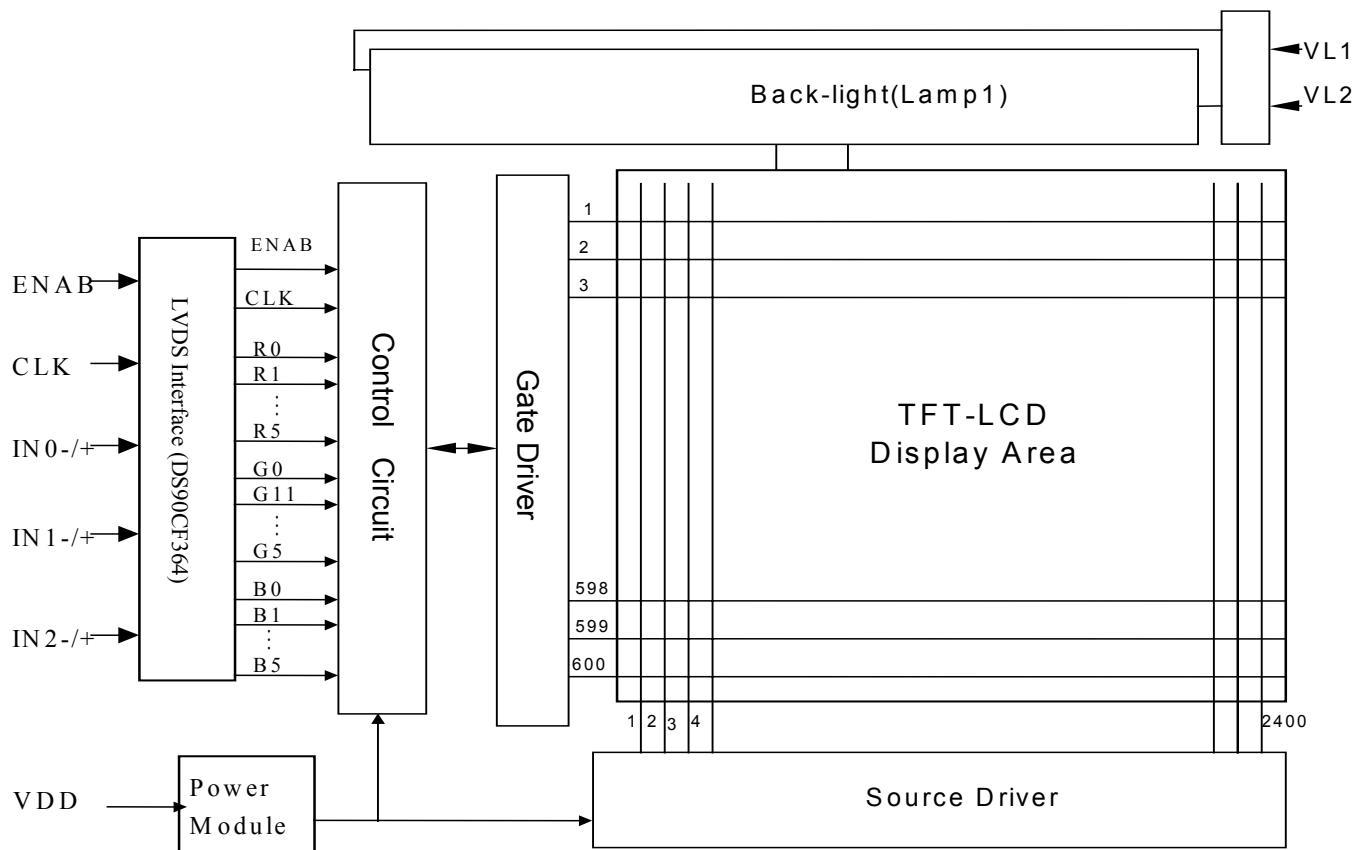 VL1
Back-light(Lamp1)
VL2
ENAB
CLK
IN0-/+
IN1-/+
IN2-/+
LVDS Interface (DS90CF364)
ENAB
CLK
R0
R1
⋮
R5
G0
G11
⋮
G5
B0
B1
⋮
B5
Control Circuit
Gate Driver
1
2
3
598
599
600
TFT-LCD
Display Area
1 2 3 4 2400
VDD
Power
Module
Source Driver